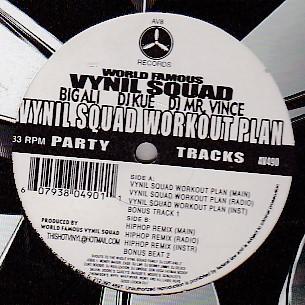 AV8
RECORDS
WORLD FAMOUS
VYNIL SQUAD
BIG ALI DJ KUE DJ MR. VINCE
VYNIL SQUAD WORKOUT PLAN
33 RPM PARTY TRACKS AV490
SIDE A:
VYNIL SQUAD WORKOUT PLAN (MAIN)
VYNIL SQUAD WORKOUT PLAN (RADIO)
VYNIL SQUAD WORKOUT PLAN (INST)
BONUS TRACK 1
SIDE B:
HIPHOP REMIX (MAIN)
HIPHOP REMIX (RADIO)
HIPHOP REMIX (INSTR)
BONUS BEAT 2
6 07938 04901 1
PRODUCED BY
WORLD FAMOUS VYNIL SQUAD
THISHOTVINYL@HOTMAIL.COM